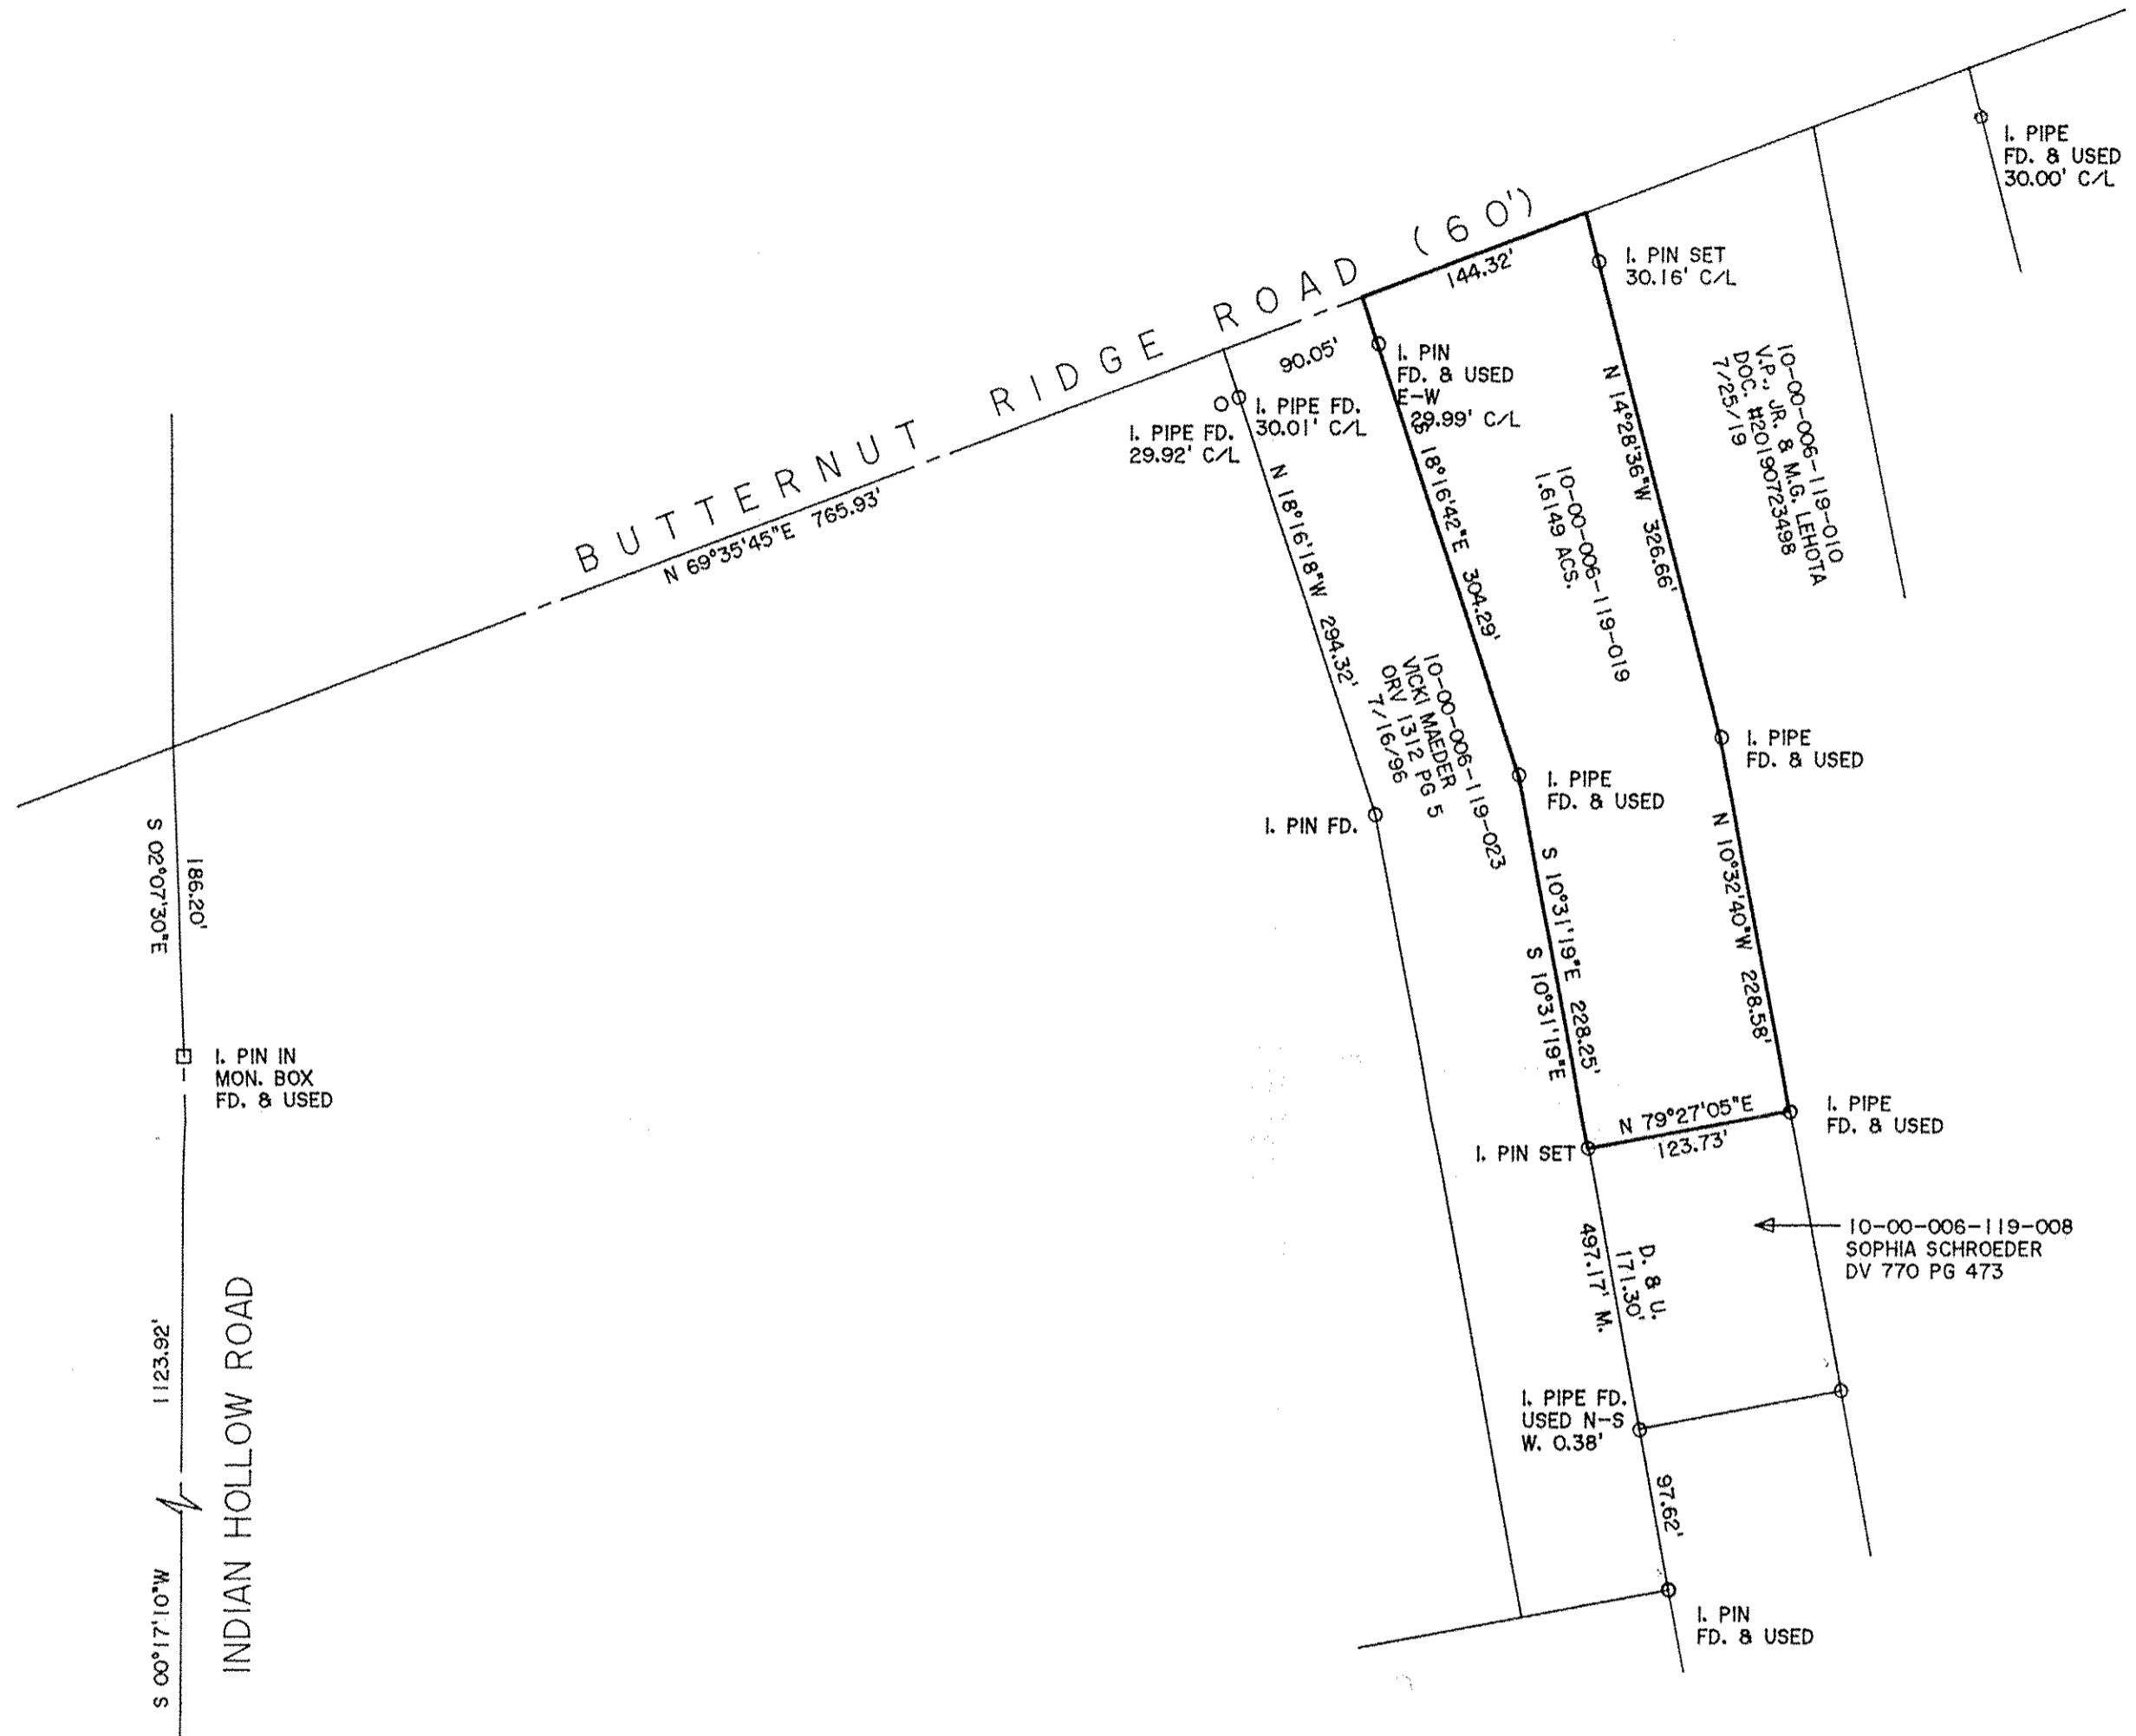 I. PIPE
FD. & USED
30.00' C/L
BUTTERNUT RIDGE ROAD (60')
144.32'
I. PIN SET
30.16' C/L
90.05'
I. PIN
FD. & USED
E-W
29.99' C/L
I. PIPE FD.
30.01' C/L
I. PIPE FD.
29.92' C/L
N 69°35'45"E 765.93'
N 18°16'18"W 294.32'
S 18°16'42"E 304.29'
10-00-006-119-019
1.6149 ACS.
N 14°28'36"W 326.66'
10-00-006-119-010
V.P., JR. & M.G. LEHOTA
DOC. #20190723498
7/25/19
10-00-006-119-023
VICKI MAEDER
ORV 1312 PG 5
7/16/96
I. PIPE
FD. & USED
I. PIPE
FD. & USED
I. PIN FD.
S 02°07'30"E
186.20'
S 10°31'19"E 228.25'
S 10°31'19"E
N 10°32'40"W 228.58'
I. PIN IN
MON. BOX
FD. & USED
N 79°27'05"E
123.73'
I. PIPE
FD. & USED
I. PIN SET
10-00-006-119-008
SOPHIA SCHROEDER
DV 770 PG 473
D. & U.
171.30'
497.17' M.
1123.92'
INDIAN HOLLOW ROAD
I. PIPE FD.
USED N-S
W. 0.38'
97.62'
S 00°17'10"W
I. PIN
FD. & USED